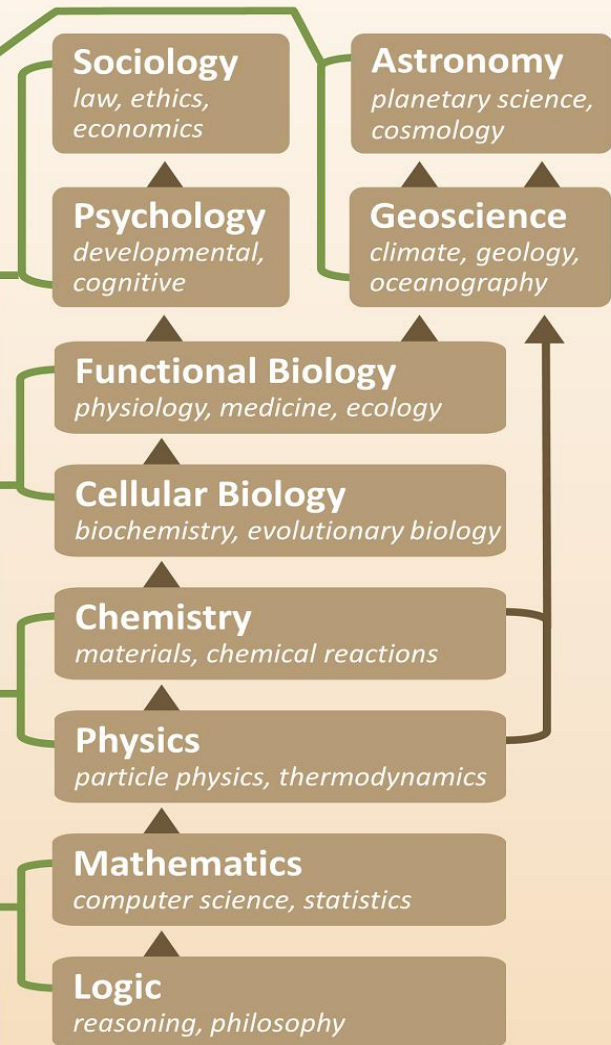 Sociology
law, ethics,
economics
Astronomy
planetary science,
cosmology
Psychology
developmental,
cognitive
Geoscience
climate, geology,
oceanography
Functional Biology
physiology, medicine, ecology
Cellular Biology
biochemistry, evolutionary biology
Chemistry
materials, chemical reactions
Physics
particle physics, thermodynamics
Mathematics
computer science, statistics
Logic
reasoning, philosophy